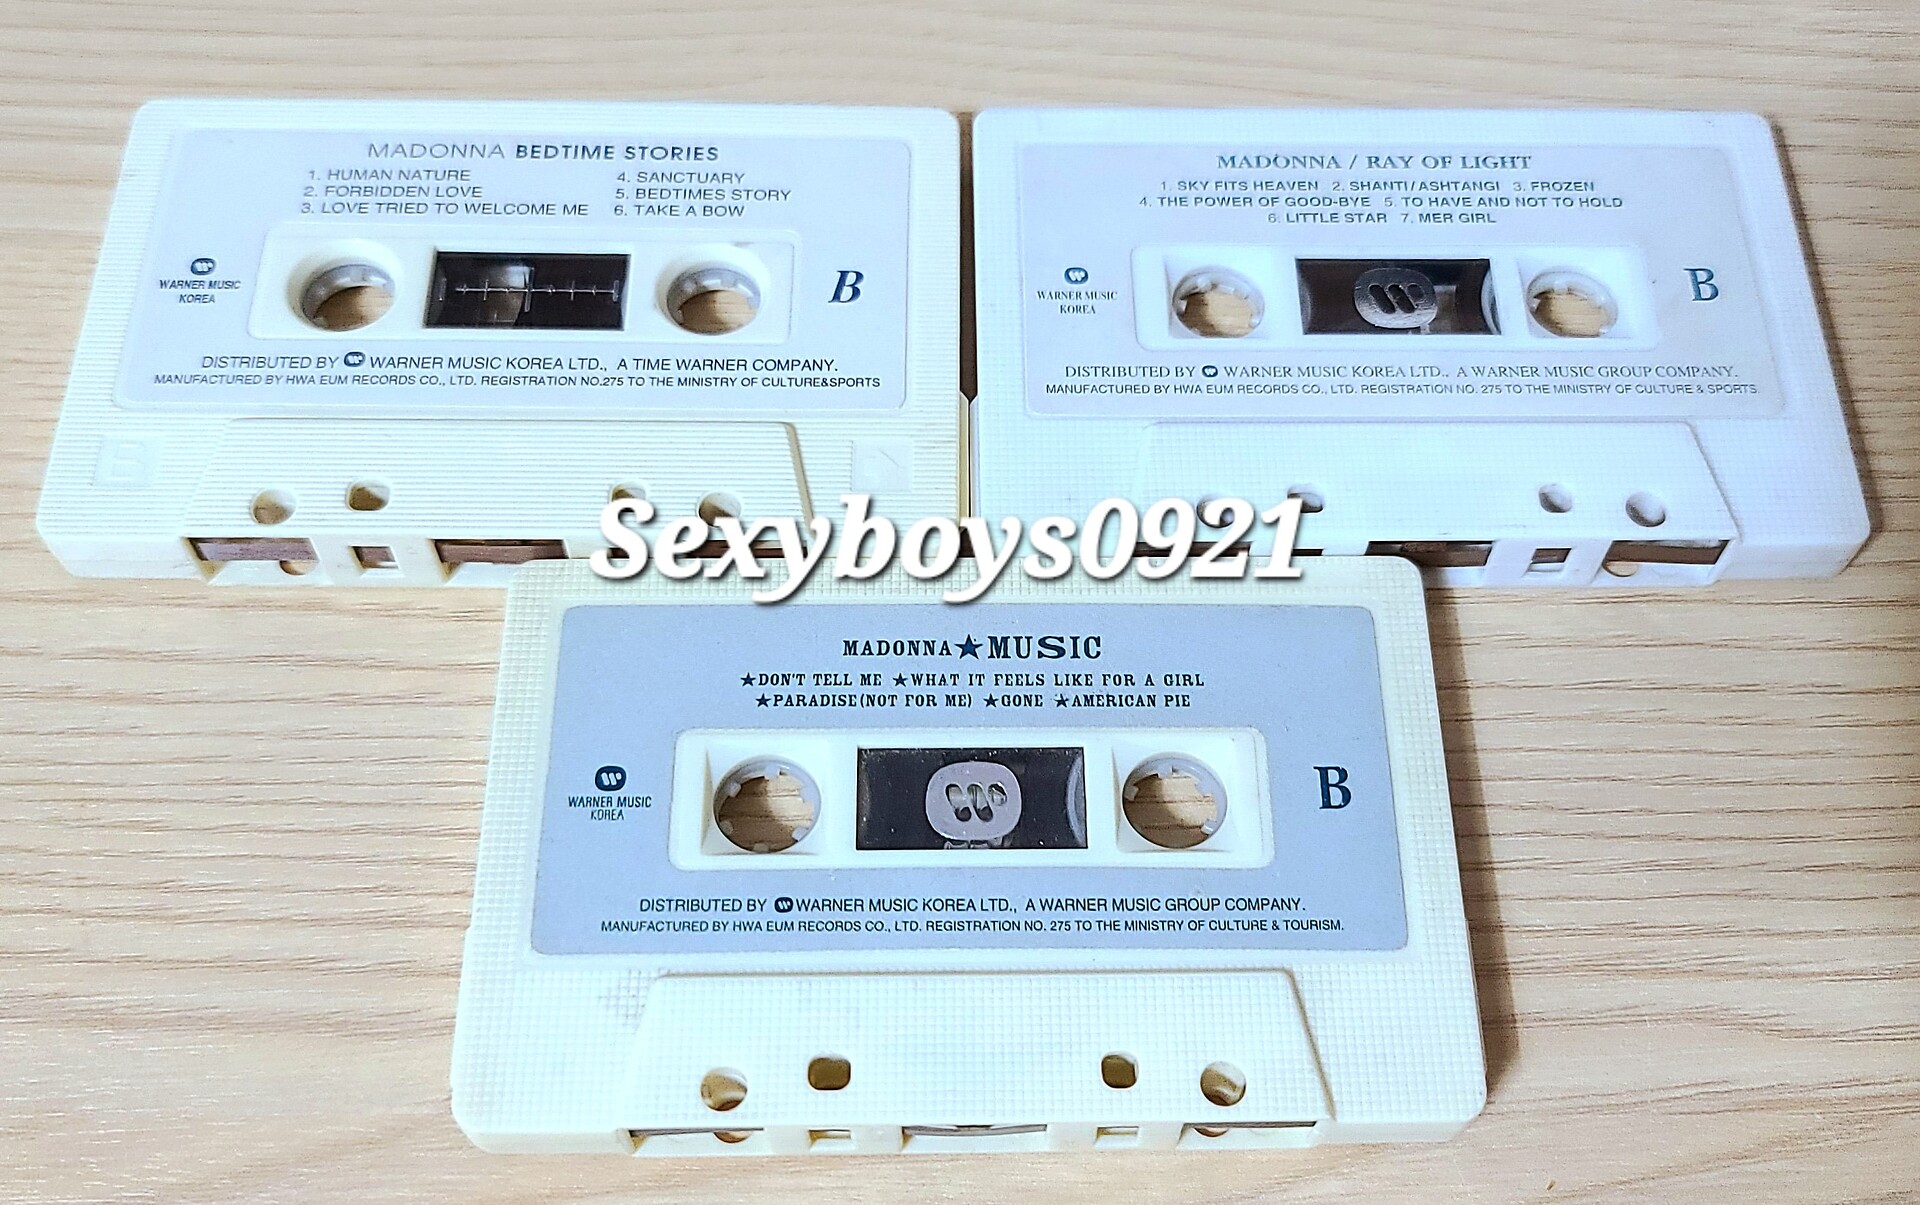 MADONNA BEDTIME STORIES
1. HUMAN NATURE 4. SANCTUARY
2. FORBIDDEN LOVE 5. BEDTIMES STORY
3. LOVE TRIED TO WELCOME ME 6. TAKE A BOW
WARNER MUSIC
KOREA
B
DISTRIBUTED BY WARNER MUSIC KOREA LTD., A TIME WARNER COMPANY.
MANUFACTURED BY HWA EUM RECORDS CO., LTD. REGISTRATION NO.275 TO THE MINISTRY OF CULTURE&SPORTS
B
MADONNA / RAY OF LIGHT
1. SKY FITS HEAVEN 2. SHANTI/ASHTANGI 3. FROZEN
4. THE POWER OF GOOD-BYE 5. TO HAVE AND NOT TO HOLD
6. LITTLE STAR 7. MER GIRL
WARNER MUSIC
KOREA
B
DISTRIBUTED BY WARNER MUSIC KOREA LTD., A WARNER MUSIC GROUP COMPANY.
MANUFACTURED BY HWA EUM RECORDS CO., LTD. REGISTRATION NO. 275 TO THE MINISTRY OF CULTURE & SPORTS
Sexyboys0921
MADONNA★MUSIC
★DON'T TELL ME ★WHAT IT FEELS LIKE FOR A GIRL
★PARADISE(NOT FOR ME) ★GONE ★AMERICAN PIE
WARNER MUSIC
KOREA
B
DISTRIBUTED BY WARNER MUSIC KOREA LTD., A WARNER MUSIC GROUP COMPANY.
MANUFACTURED BY HWA EUM RECORDS CO., LTD. REGISTRATION NO. 275 TO THE MINISTRY OF CULTURE & TOURISM.